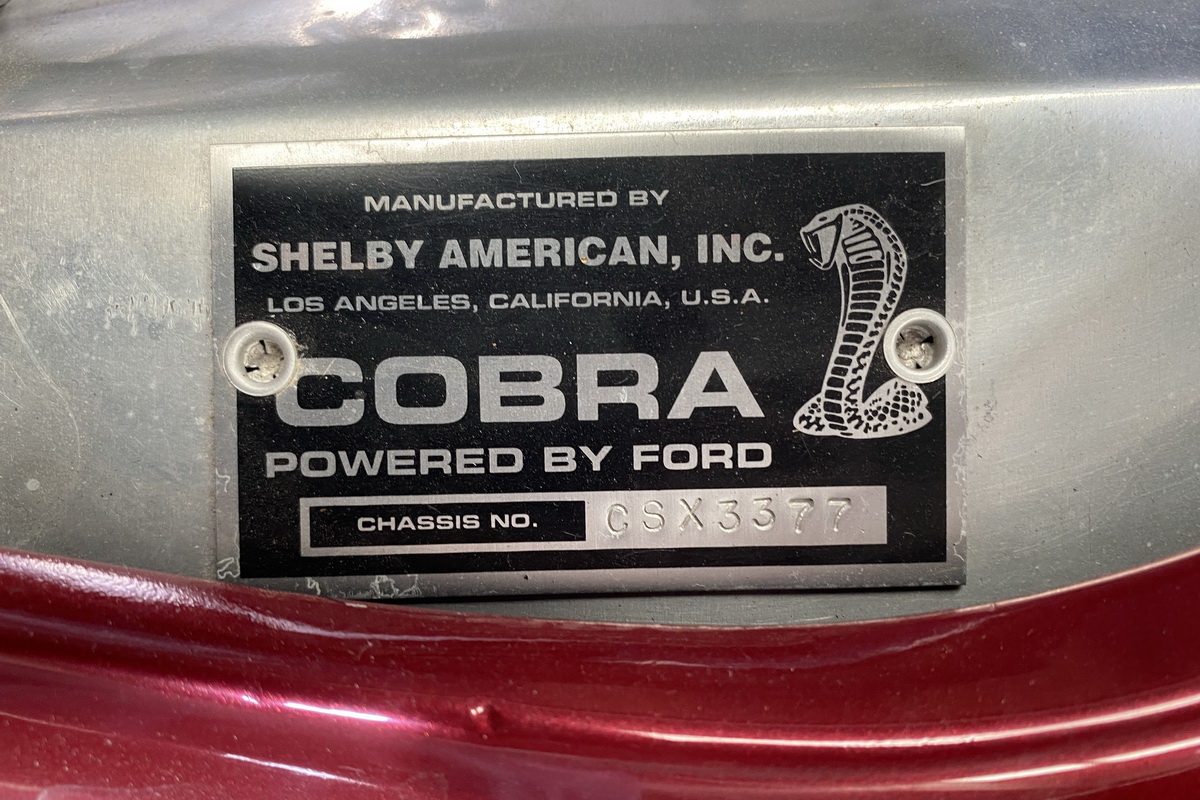 MANUFACTURED BY
SHELBY AMERICAN, INC.
LOS ANGELES, CALIFORNIA, U.S.A.
COBRA
POWERED BY FORD
CHASSIS NO. CSX3377